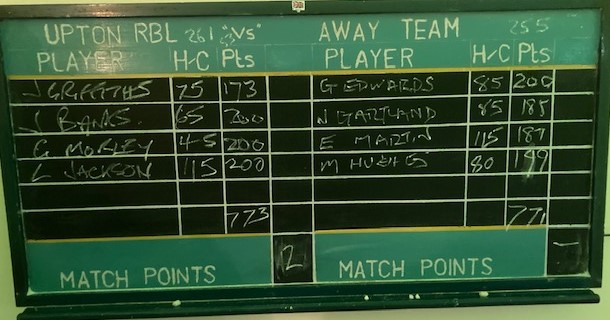 UPTON RBL 261 "Vs" AWAY TEAM 255
PLAYER H/C Pts PLAYER H/C Pts
J GRIFFITHS 75 173 G EDWARDS 85 200
J BANKS. 65 200 N GARTLAND 85 185
G MORLEY 45 200 E MARTIN 115 187
L JACKSON 115 200 M HUGHES 80 199
773 771
MATCH POINTS 2 MATCH POINTS